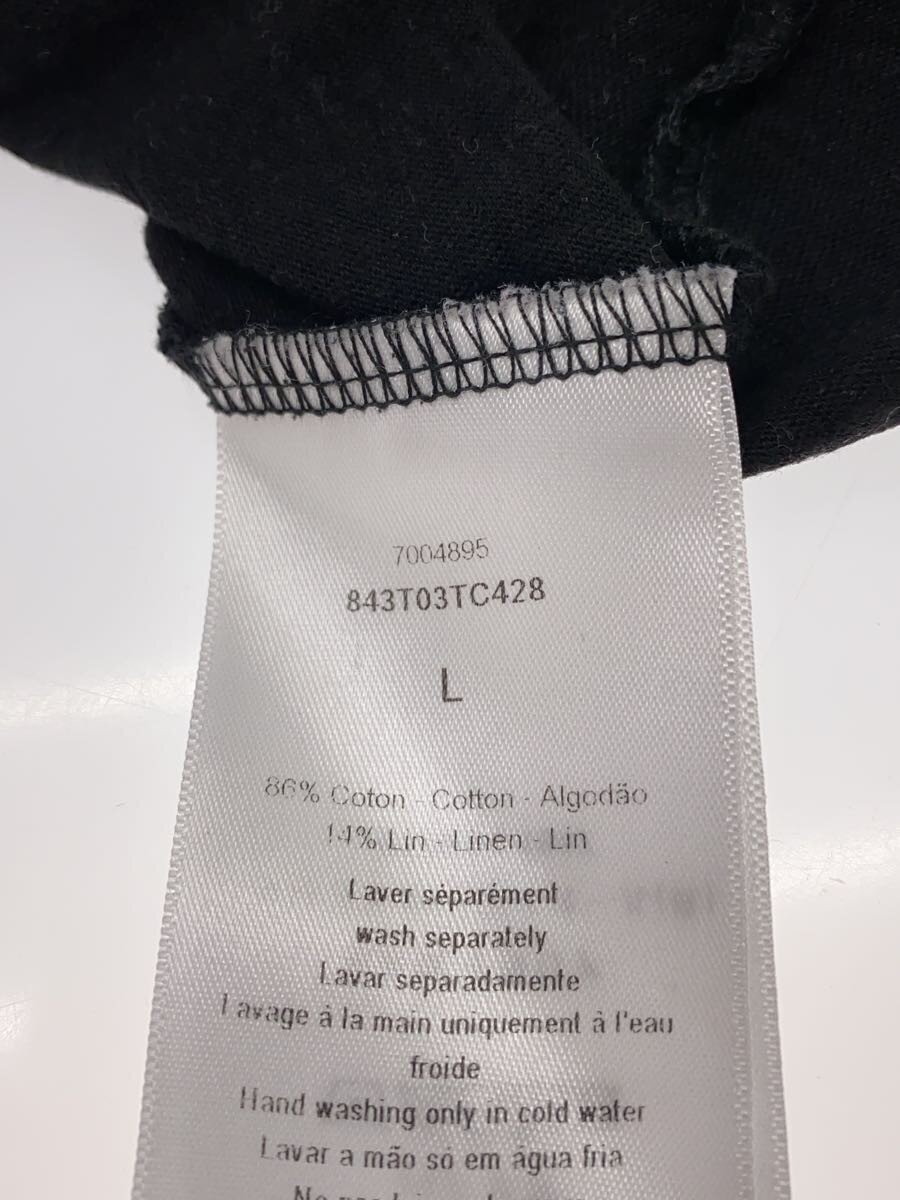 7004895
843T03TC428
L
86% Coton - Cotton - Algodão
14% Lin - Linen - Lin
Laver séparément
wash separately
Lavar separadamente
Lavage à la main uniquement à l'eau
froide
Hand washing only in cold water
Lavar a mão só em água fria